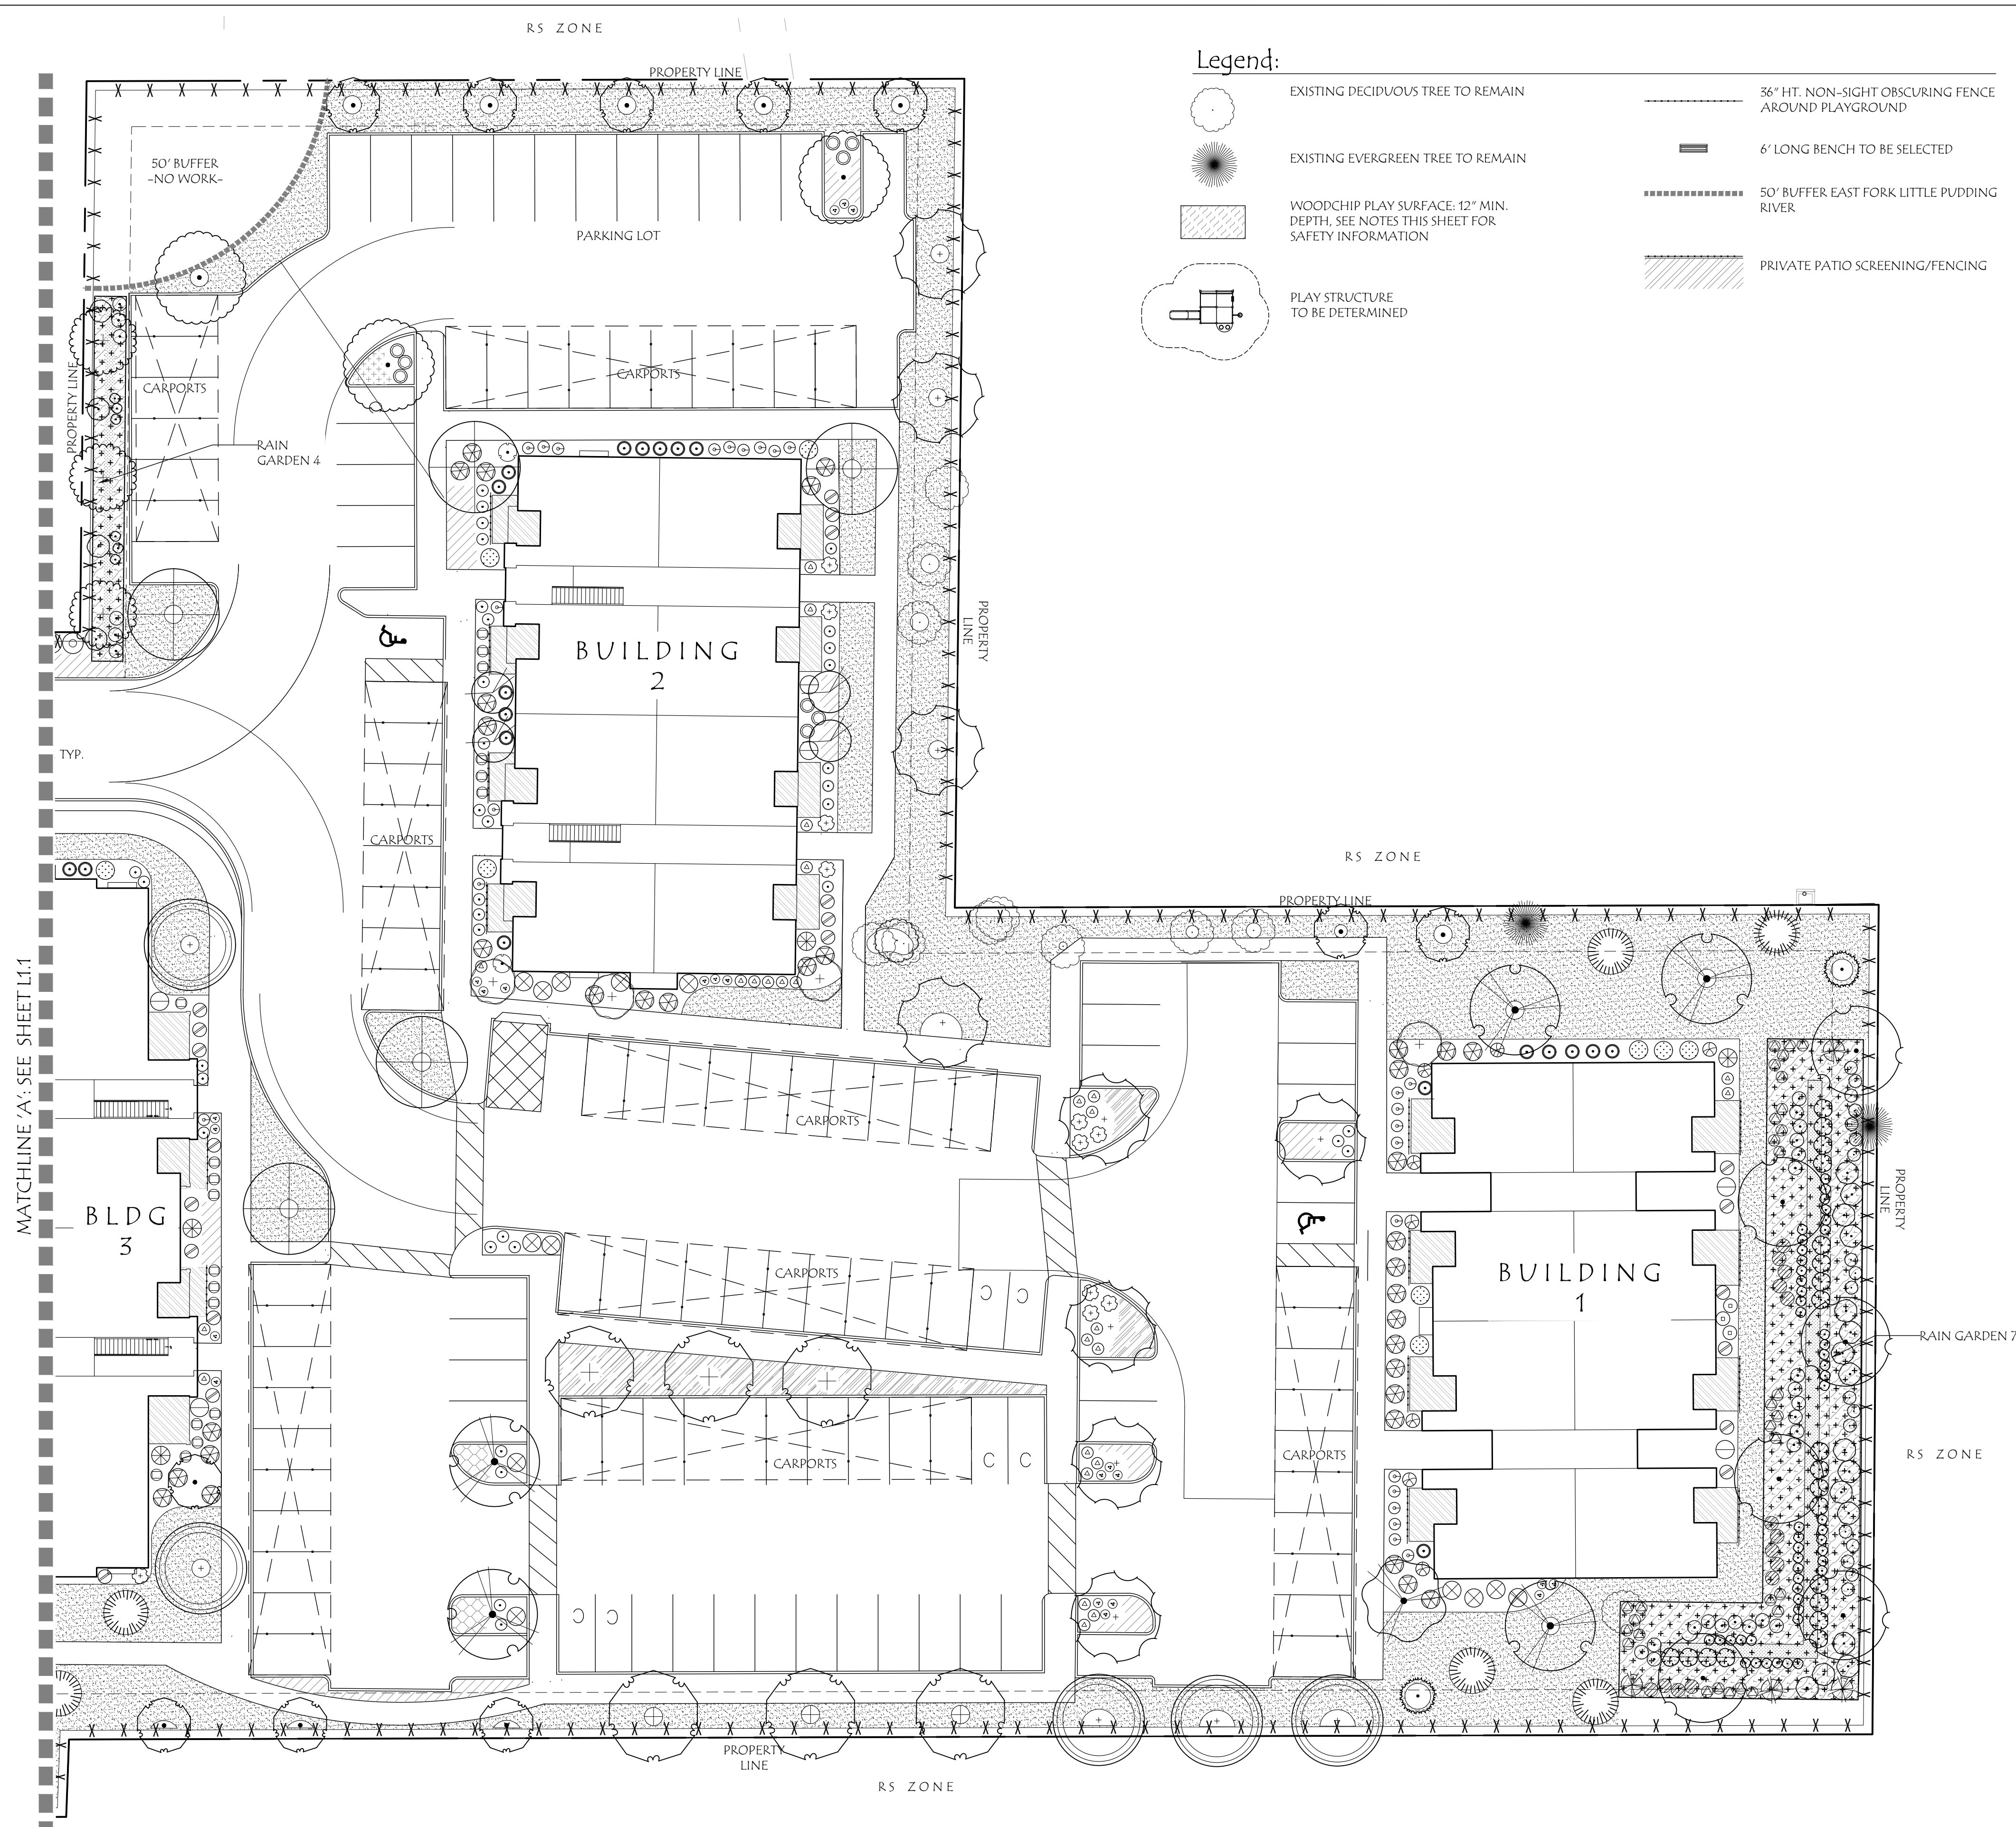 RS ZONE
PROPERTY LINE
Legend:
EXISTING DECIDUOUS TREE TO REMAIN
EXISTING EVERGREEN TREE TO REMAIN
WOODCHIP PLAY SURFACE: 12" MIN.
DEPTH, SEE NOTES THIS SHEET FOR
SAFETY INFORMATION
PLAY STRUCTURE
TO BE DETERMINED
36" HT. NON-SIGHT OBSCURING FENCE
AROUND PLAYGROUND
6' LONG BENCH TO BE SELECTED
50' BUFFER EAST FORK LITTLE PUDDING
RIVER
PRIVATE PATIO SCREENING/FENCING
50' BUFFER
-NO WORK-
PARKING LOT
PROPERTY LINE
CARPORTS
CARPORTS
RAIN
GARDEN 4
BUILDING
2
PROPERTY
LINE
TYP.
CARPORTS
RS ZONE
PROPERTY LINE
MATCHLINE 'A': SEE SHEET L1.1
CARPORTS
BLDG
3
CARPORTS
BUILDING
1
PROPERTY
LINE
RAIN GARDEN 7
CARPORTS
CARPORTS
RS ZONE
PROPERTY
LINE
RS ZONE